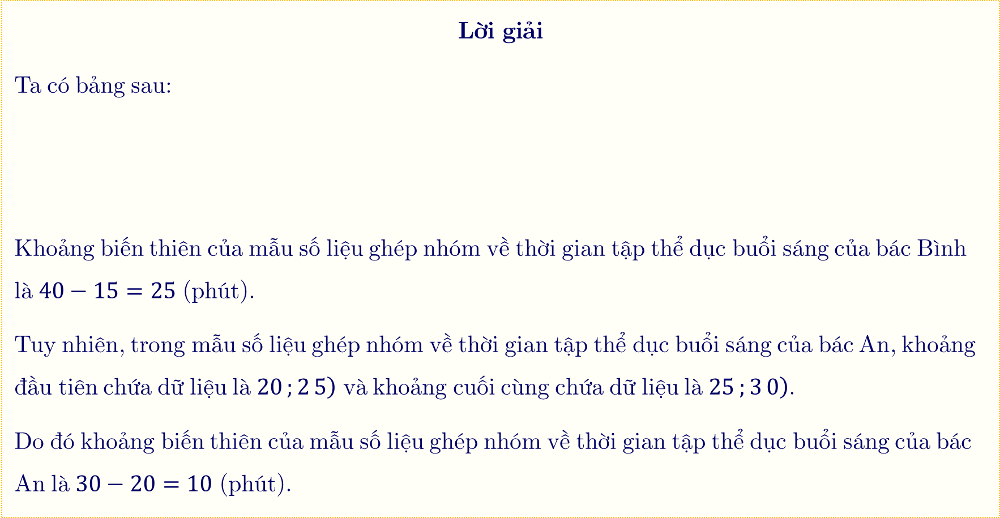 Lời giải
Ta có bảng sau:
Khoảng biến thiên của mẫu số liệu ghép nhóm về thời gian tập thể dục buổi sáng của bác Bình
là 40 − 15 = 25 (phút).
Tuy nhiên, trong mẫu số liệu ghép nhóm về thời gian tập thể dục buổi sáng của bác An, khoảng
đầu tiên chứa dữ liệu là 20 ; 2 5) và khoảng cuối cùng chứa dữ liệu là 25 ; 3 0).
Do đó khoảng biến thiên của mẫu số liệu ghép nhóm về thời gian tập thể dục buổi sáng của bác
An là 30 − 20 = 10 (phút).